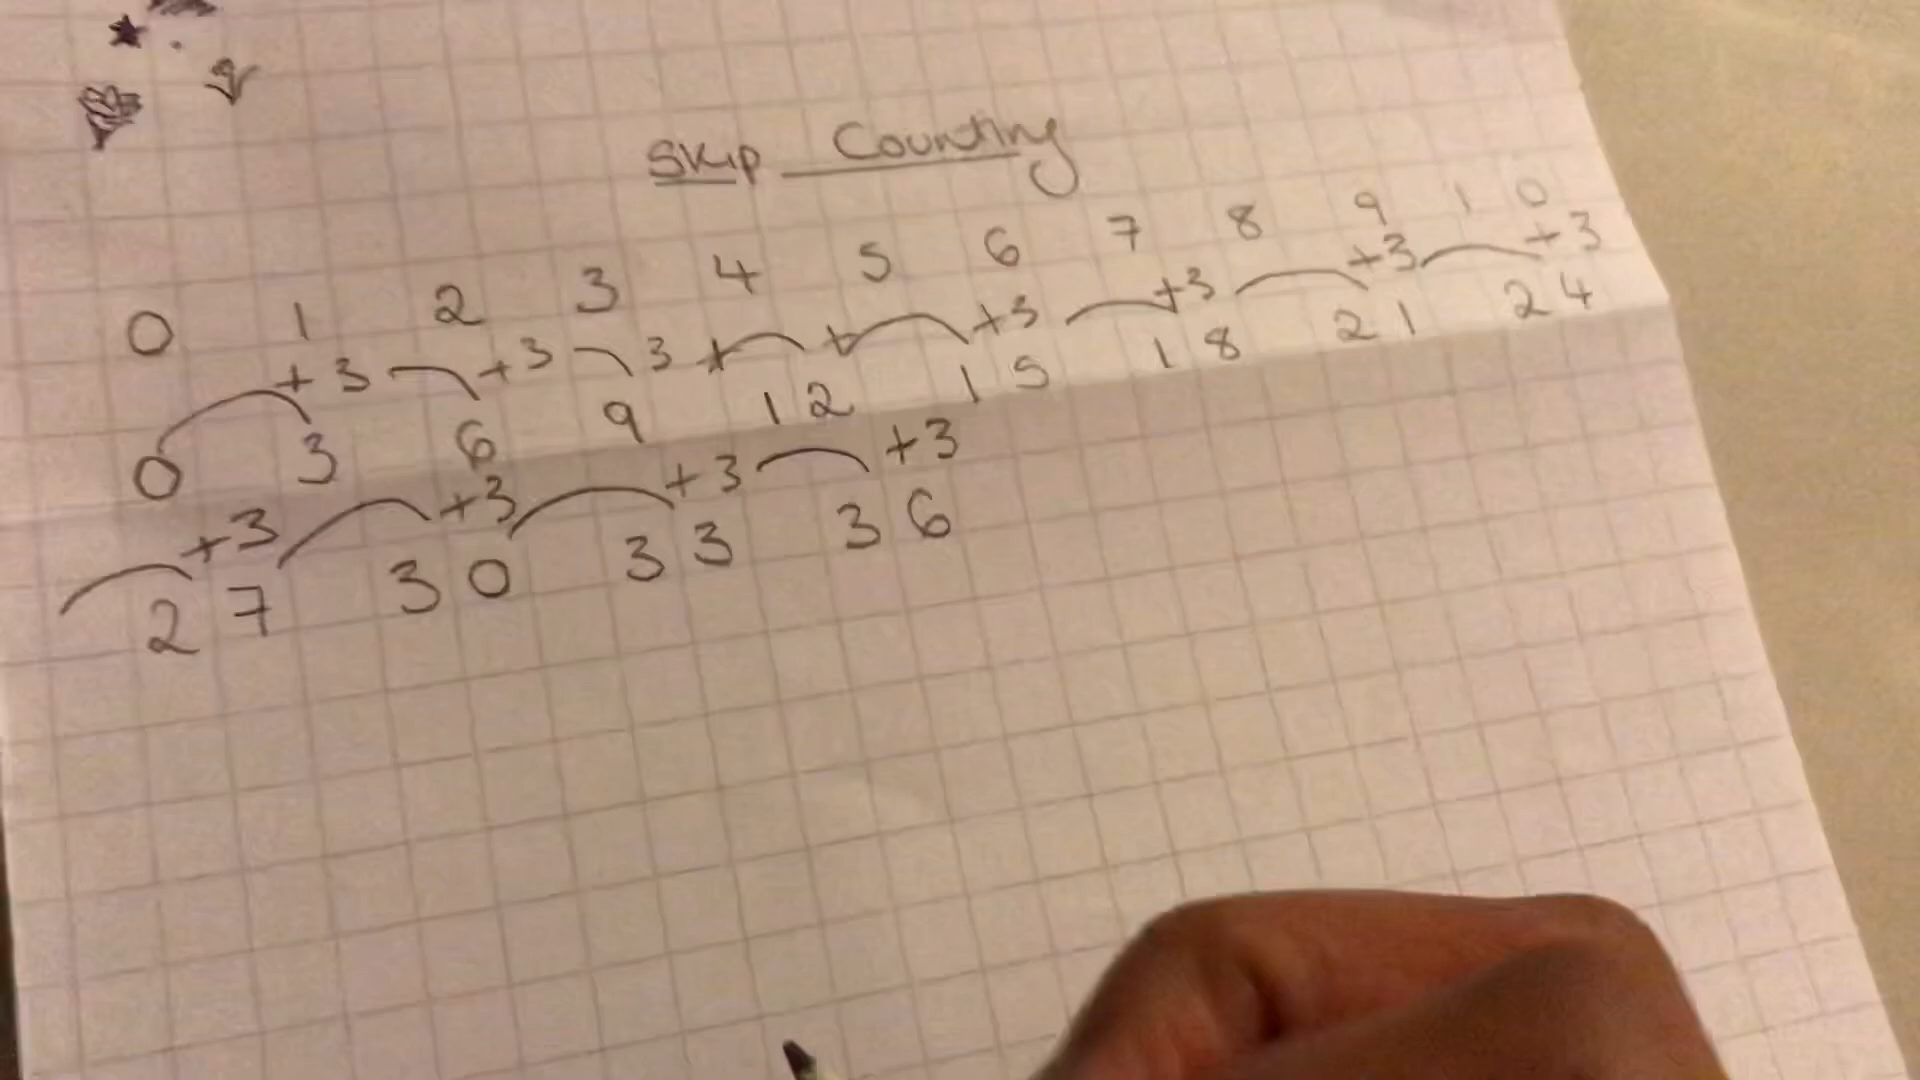 Skip Counting
0 1 2 3 4 5 6 7 8 9 10
+3 +3 3 + + +3 +3 +3 +3
0 3 6 9 12 15 18 21 24
+3 +3 +3 +3
27 30 33 36